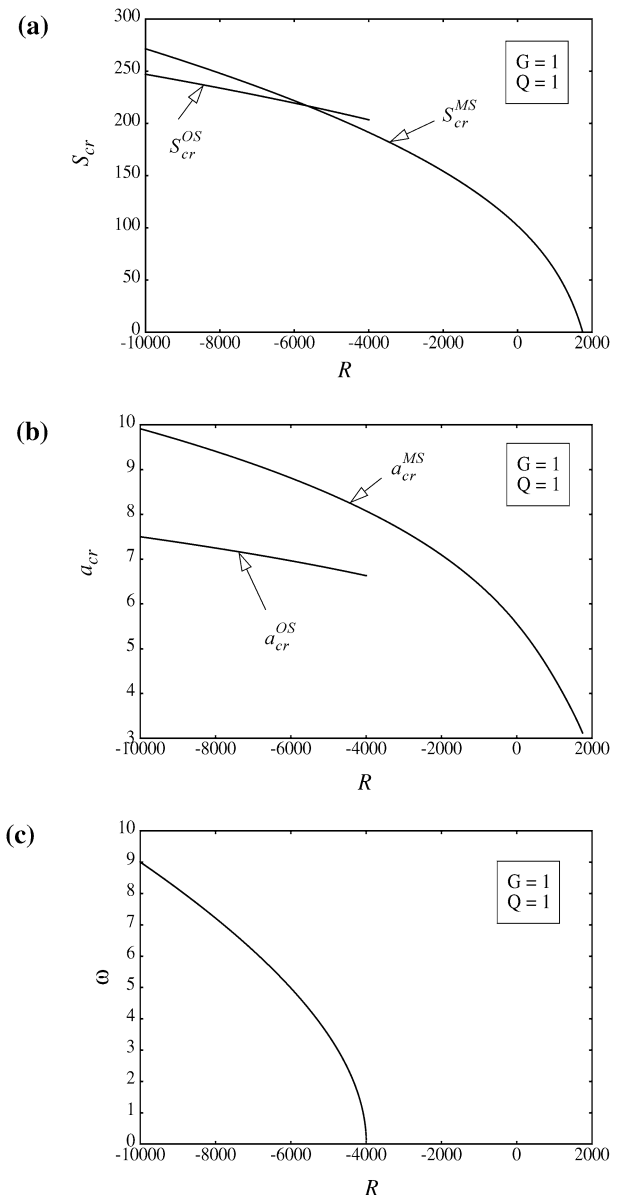 (a)
300
250
200
150
100
50
0
S_cr
G = 1
Q = 1
S_cr^OS
S_cr^MS
-10000 -8000 -6000 -4000 -2000 0 2000
R
(b)
10
9
8
7
6
5
4
3
a_cr
G = 1
Q = 1
a_cr^MS
a_cr^OS
-10000 -8000 -6000 -4000 -2000 0 2000
R
(c)
10
9
8
7
6
5
4
3
2
1
0
ω
G = 1
Q = 1
-10000 -8000 -6000 -4000 -2000 0 2000
R